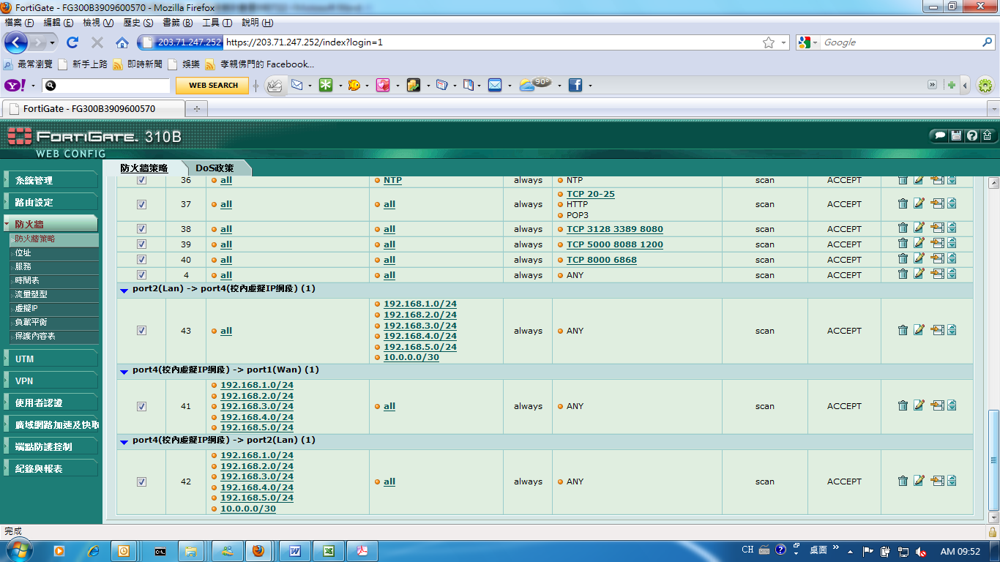 FortiGate - FG300B3909600570 - Mozilla Firefox
檔案 (F) 編輯 (E) 檢視 (V) 歷史 (S) 書籤 (B) 工具 (T) 說明 (H)
203.71.247.252 https://203.71.247.252/index?login=1 Google
最常瀏覽 新手上路 即時新聞 娛樂 孝親佛門的 Facebook...
Y! WEB SEARCH 90°
FortiGate - FG300B3909600570
FORTIGATE 310B
WEB CONFIG
防火牆策略 DoS政策
系統管理
路由設定
防火牆
防火牆策略
位址
服務
時間表
流量塑型
虛擬IP
負載平衡
保護內容表
UTM
VPN
使用者認證
廣域網路加速及快取
端點防護控制
紀錄與報表
36 all NTP always NTP scan ACCEPT
37 all all always TCP 20-25 scan ACCEPT
HTTP
POP3
38 all all always TCP 3128 3389 8080 scan ACCEPT
39 all all always TCP 5000 8088 1200 scan ACCEPT
40 all all always TCP 8000 6868 scan ACCEPT
4 all all always ANY scan ACCEPT
port2(Lan) -> port4(校內虛擬IP網段) (1)
43 all 192.168.1.0/24 always ANY scan ACCEPT
192.168.2.0/24
192.168.3.0/24
192.168.4.0/24
192.168.5.0/24
10.0.0.0/30
port4(校內虛擬IP網段) -> port1(Wan) (1)
41 192.168.1.0/24 all always ANY scan ACCEPT
192.168.2.0/24
192.168.3.0/24
192.168.4.0/24
192.168.5.0/24
port4(校內虛擬IP網段) -> port2(Lan) (1)
42 192.168.1.0/24 all always ANY scan ACCEPT
192.168.2.0/24
192.168.3.0/24
192.168.4.0/24
192.168.5.0/24
10.0.0.0/30
完成
CH 桌面 AM 09:52